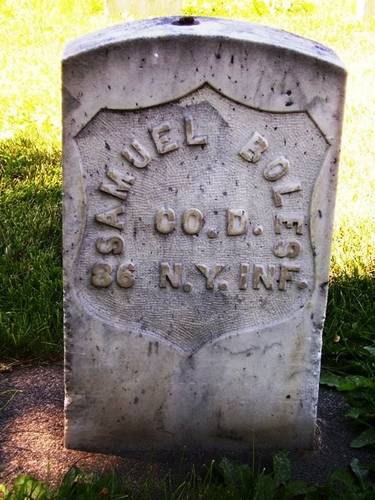 SAMUEL BOLES
CO. D.
86 N.Y. INF.